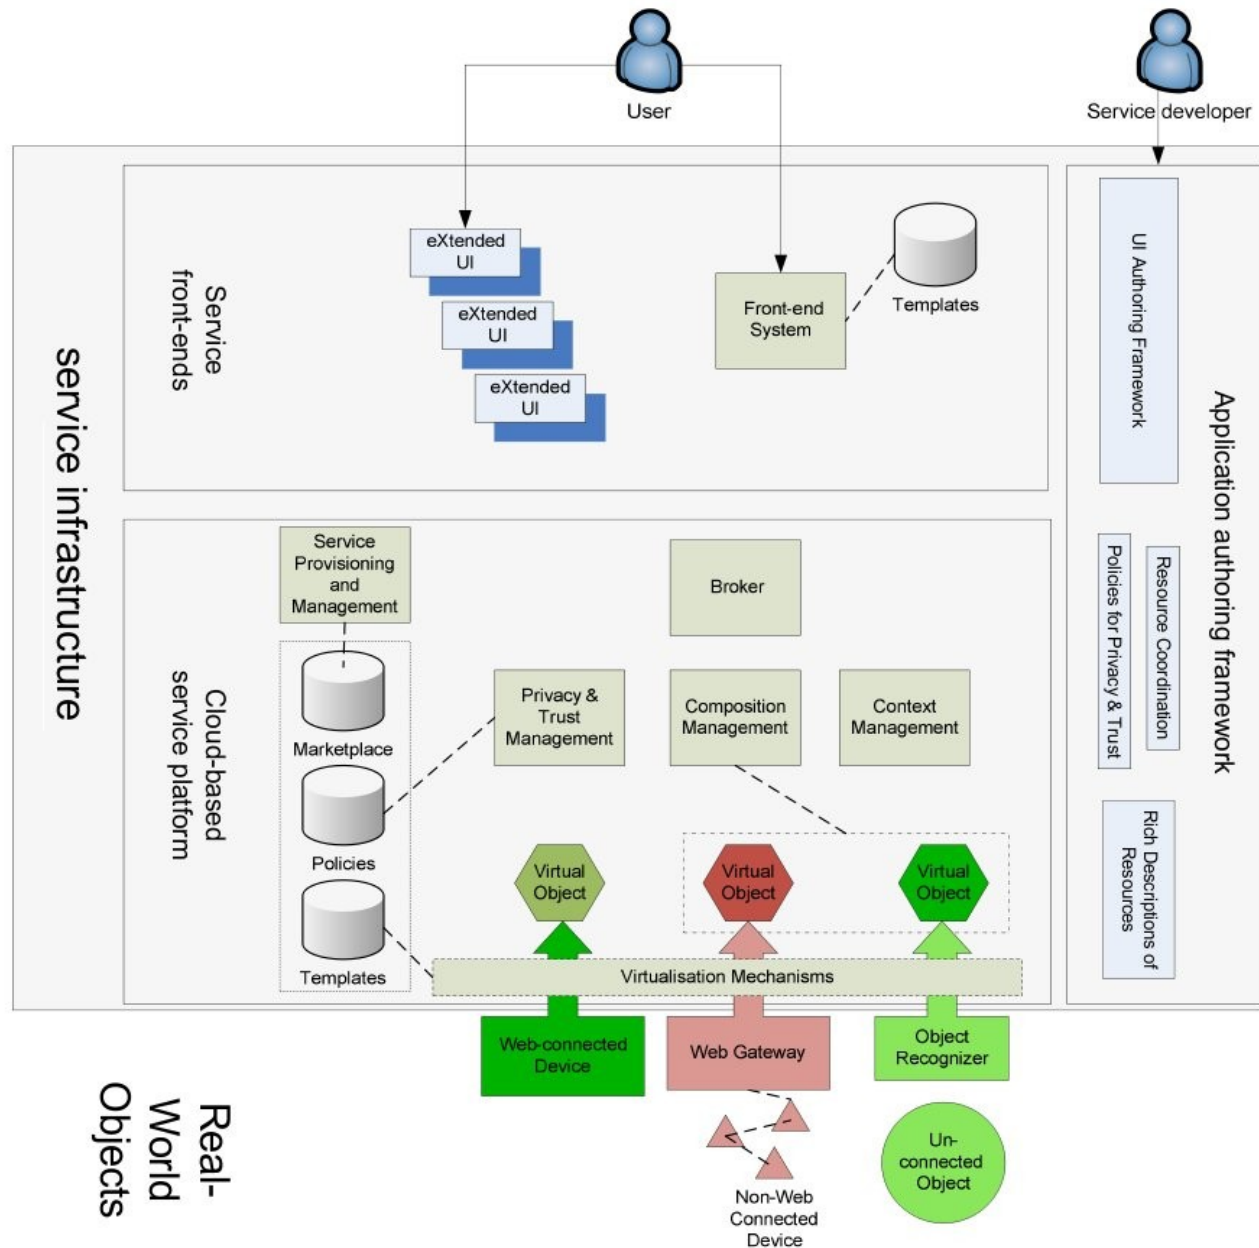 User
Service developer
eXtended
UI
eXtended
UI
eXtended
UI
Front-end
System
Templates
Service
front-ends
UI Authoring Framework
service infrastructure
Application authoring framework
Service
Provisioning
and
Management
Broker
Policies for Privacy & Trust
Resource Coordination
Cloud-based
service platform
Marketplace
Privacy &
Trust
Management
Composition
Management
Context
Management
Policies
Rich Descriptions of
Resources
Virtual
Object
Virtual
Object
Virtual
Object
Templates
Virtualisation Mechanisms
Web-connected
Device
Web Gateway
Object
Recognizer
Real-
World
Objects
Un-
connected
Object
Non-Web
Connected
Device